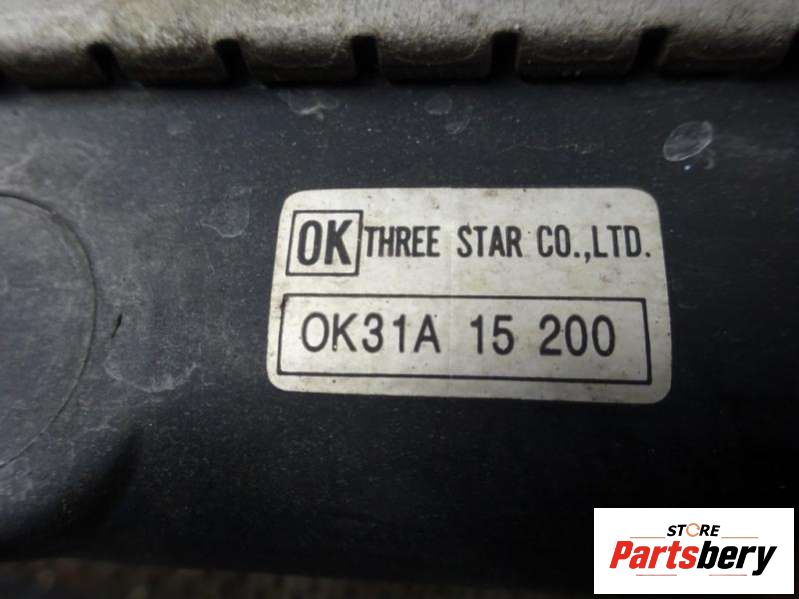 OK THREE STAR CO.,LTD.
OK31A 15 200
STORE
Partsbery